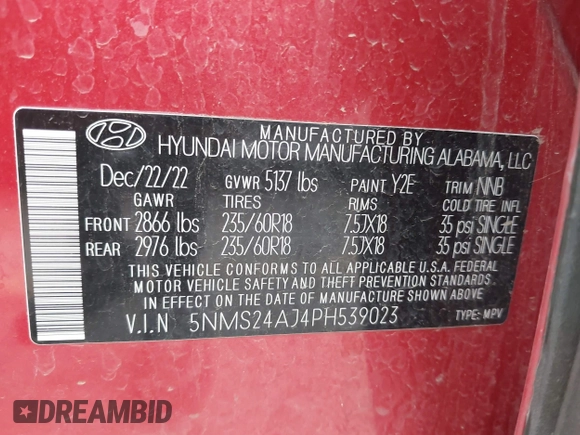 MANUFACTURED BY
HYUNDAI MOTOR MANUFACTURING ALABAMA, LLC
Dec/22/22 GVWR 5137 lbs PAINT Y2E TRIM NNB
GAWR TIRES RIMS COLD TIRE INFL
FRONT 2866 lbs 235/60R18 7.5JX18 35 psi SINGLE
REAR 2976 lbs 235/60R18 7.5JX18 35 psi SINGLE
THIS VEHICLE CONFORMS TO ALL APPLICABLE U.S.A. FEDERAL
MOTOR VEHICLE SAFETY AND THEFT PREVENTION STANDARDS
IN EFFECT ON THE DATE OF MANUFACTURE SHOWN ABOVE.
V.I.N 5NMS24AJ4PH539023 TYPE: MPV
DREAMBID